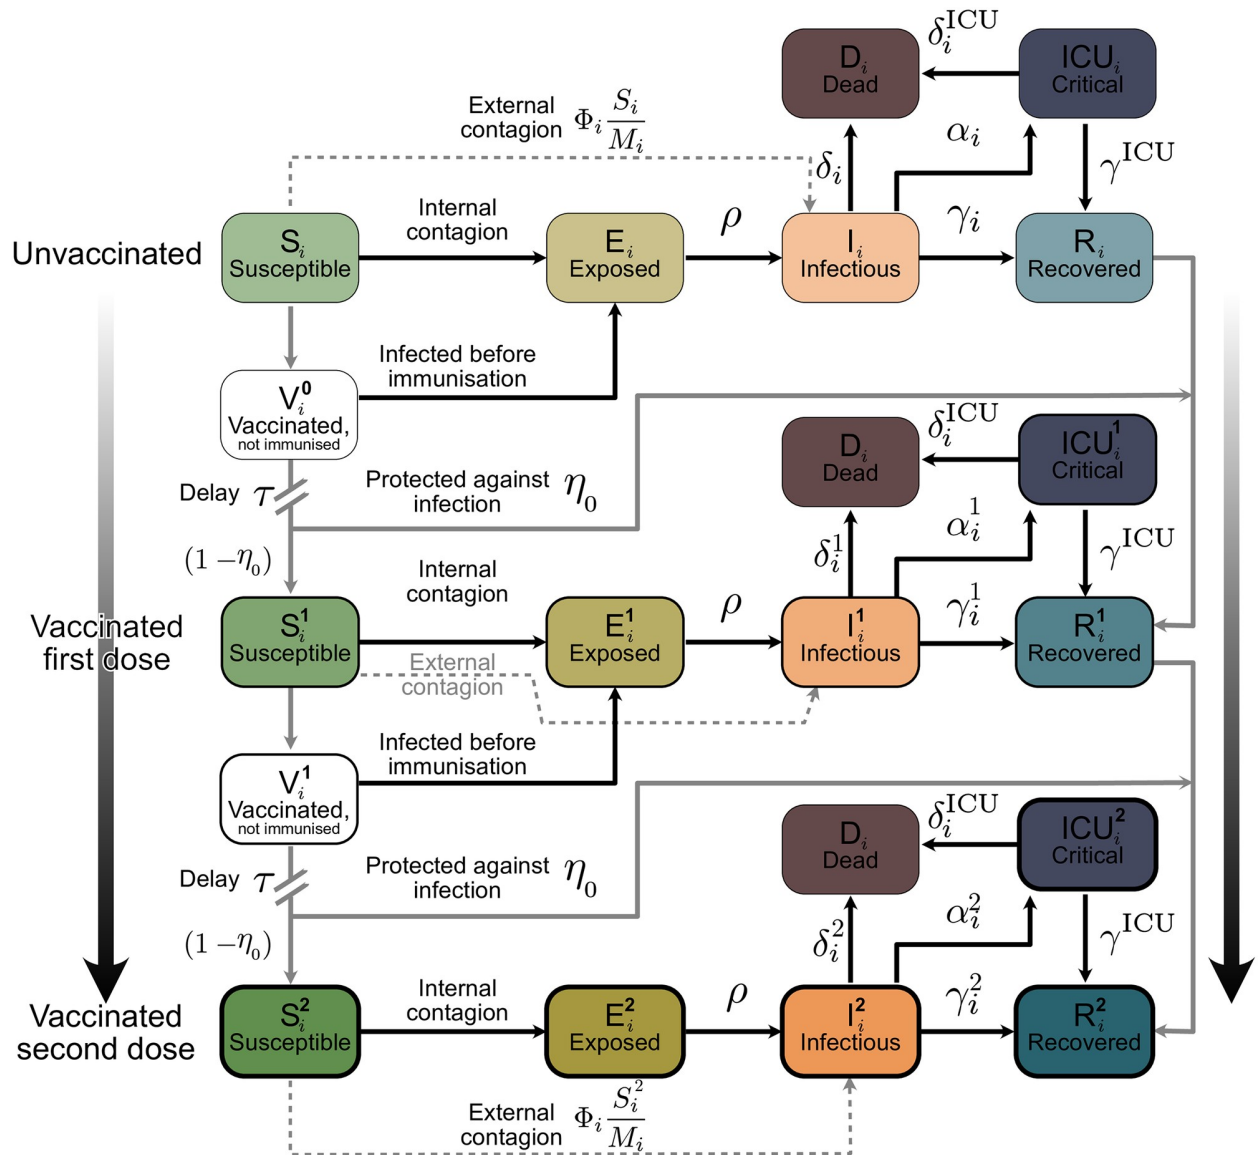 D_i
Dead
δ_i^ICU
ICU_i
Critical
External
contagion Φ_i S_i/M_i
δ_i
α_i
γ^ICU
Unvaccinated
S_i
Susceptible
Internal
contagion
E_i
Exposed
ρ
I_i
Infectious
γ_i
R_i
Recovered
V_i^0
Vaccinated,
not immunised
Infected before
immunisation
Delay τ
Protected against
infection η_0
(1 −η_0)
D_i
Dead
δ_i^ICU
ICU_i^1
Critical
δ_i^1
α_i^1
γ^ICU
Vaccinated
first dose
S_i^1
Susceptible
Internal
contagion
External
contagion
E_i^1
Exposed
ρ
I_i^1
Infectious
γ_i^1
R_i^1
Recovered
V_i^1
Vaccinated,
not immunised
Infected before
immunisation
Delay τ
Protected against
infection η_0
(1 −η_0)
D_i
Dead
δ_i^ICU
ICU_i^2
Critical
δ_i^2
α_i^2
γ^ICU
Vaccinated
second dose
S_i^2
Susceptible
Internal
contagion
E_i^2
Exposed
ρ
I_i^2
Infectious
γ_i^2
R_i^2
Recovered
External
contagion Φ_i S_i^2/M_i